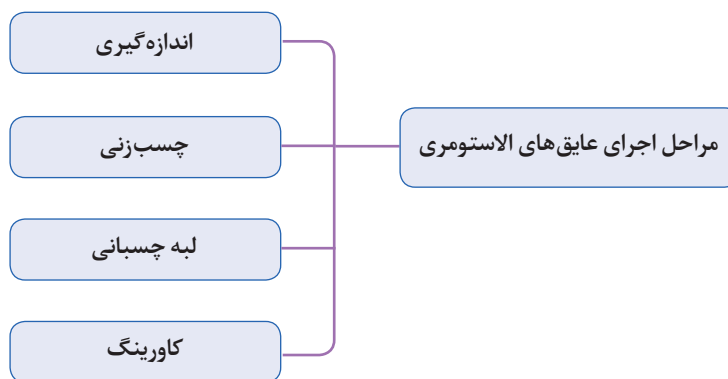 مراحل اجرای عایق‌های الاستومری
اندازه‌گیری
چسب‌زنی
لبه چسبانی
کاورینگ